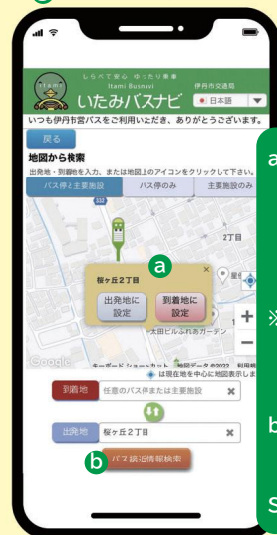 しらべて安心 ゆったり乗車
Itami Busnavi
伊丹市交通局
itami
いたみバスナビ
日本語
いつも伊丹市営バスをご利用いただき、ありがとうございます。
戻る
地図から検索
出発地・到着地を入力、または地図上のアイコンをクリックして下さい。
バス停と主要施設
バス停のみ
主要施設のみ
332
2丁目
a
×
桜ヶ丘2丁目
出発地に
設定
到着地に
設定
太田ビルふれあガーデン
+
−
Google
キーボード ショートカット
地図データ ©2022
利用規
は現在地を中心に地図表示しま
到着地
任意のバス停または主要施設
×
出発地
桜ヶ丘2丁目
×
b
バス接近情報検索
a
※
b
S